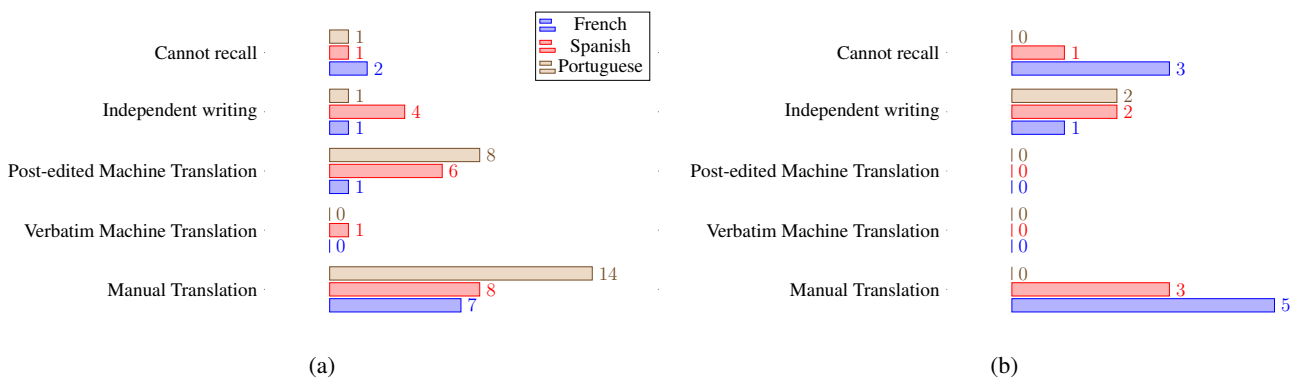 French
Spanish
Portuguese
Cannot recall
1
1
2
Independent writing
1
4
1
Post-edited Machine Translation
8
6
1
Verbatim Machine Translation
0
1
0
Manual Translation
14
8
7
(a)
Cannot recall
0
1
3
Independent writing
2
2
1
Post-edited Machine Translation
0
0
0
Verbatim Machine Translation
0
0
0
Manual Translation
0
3
5
(b)